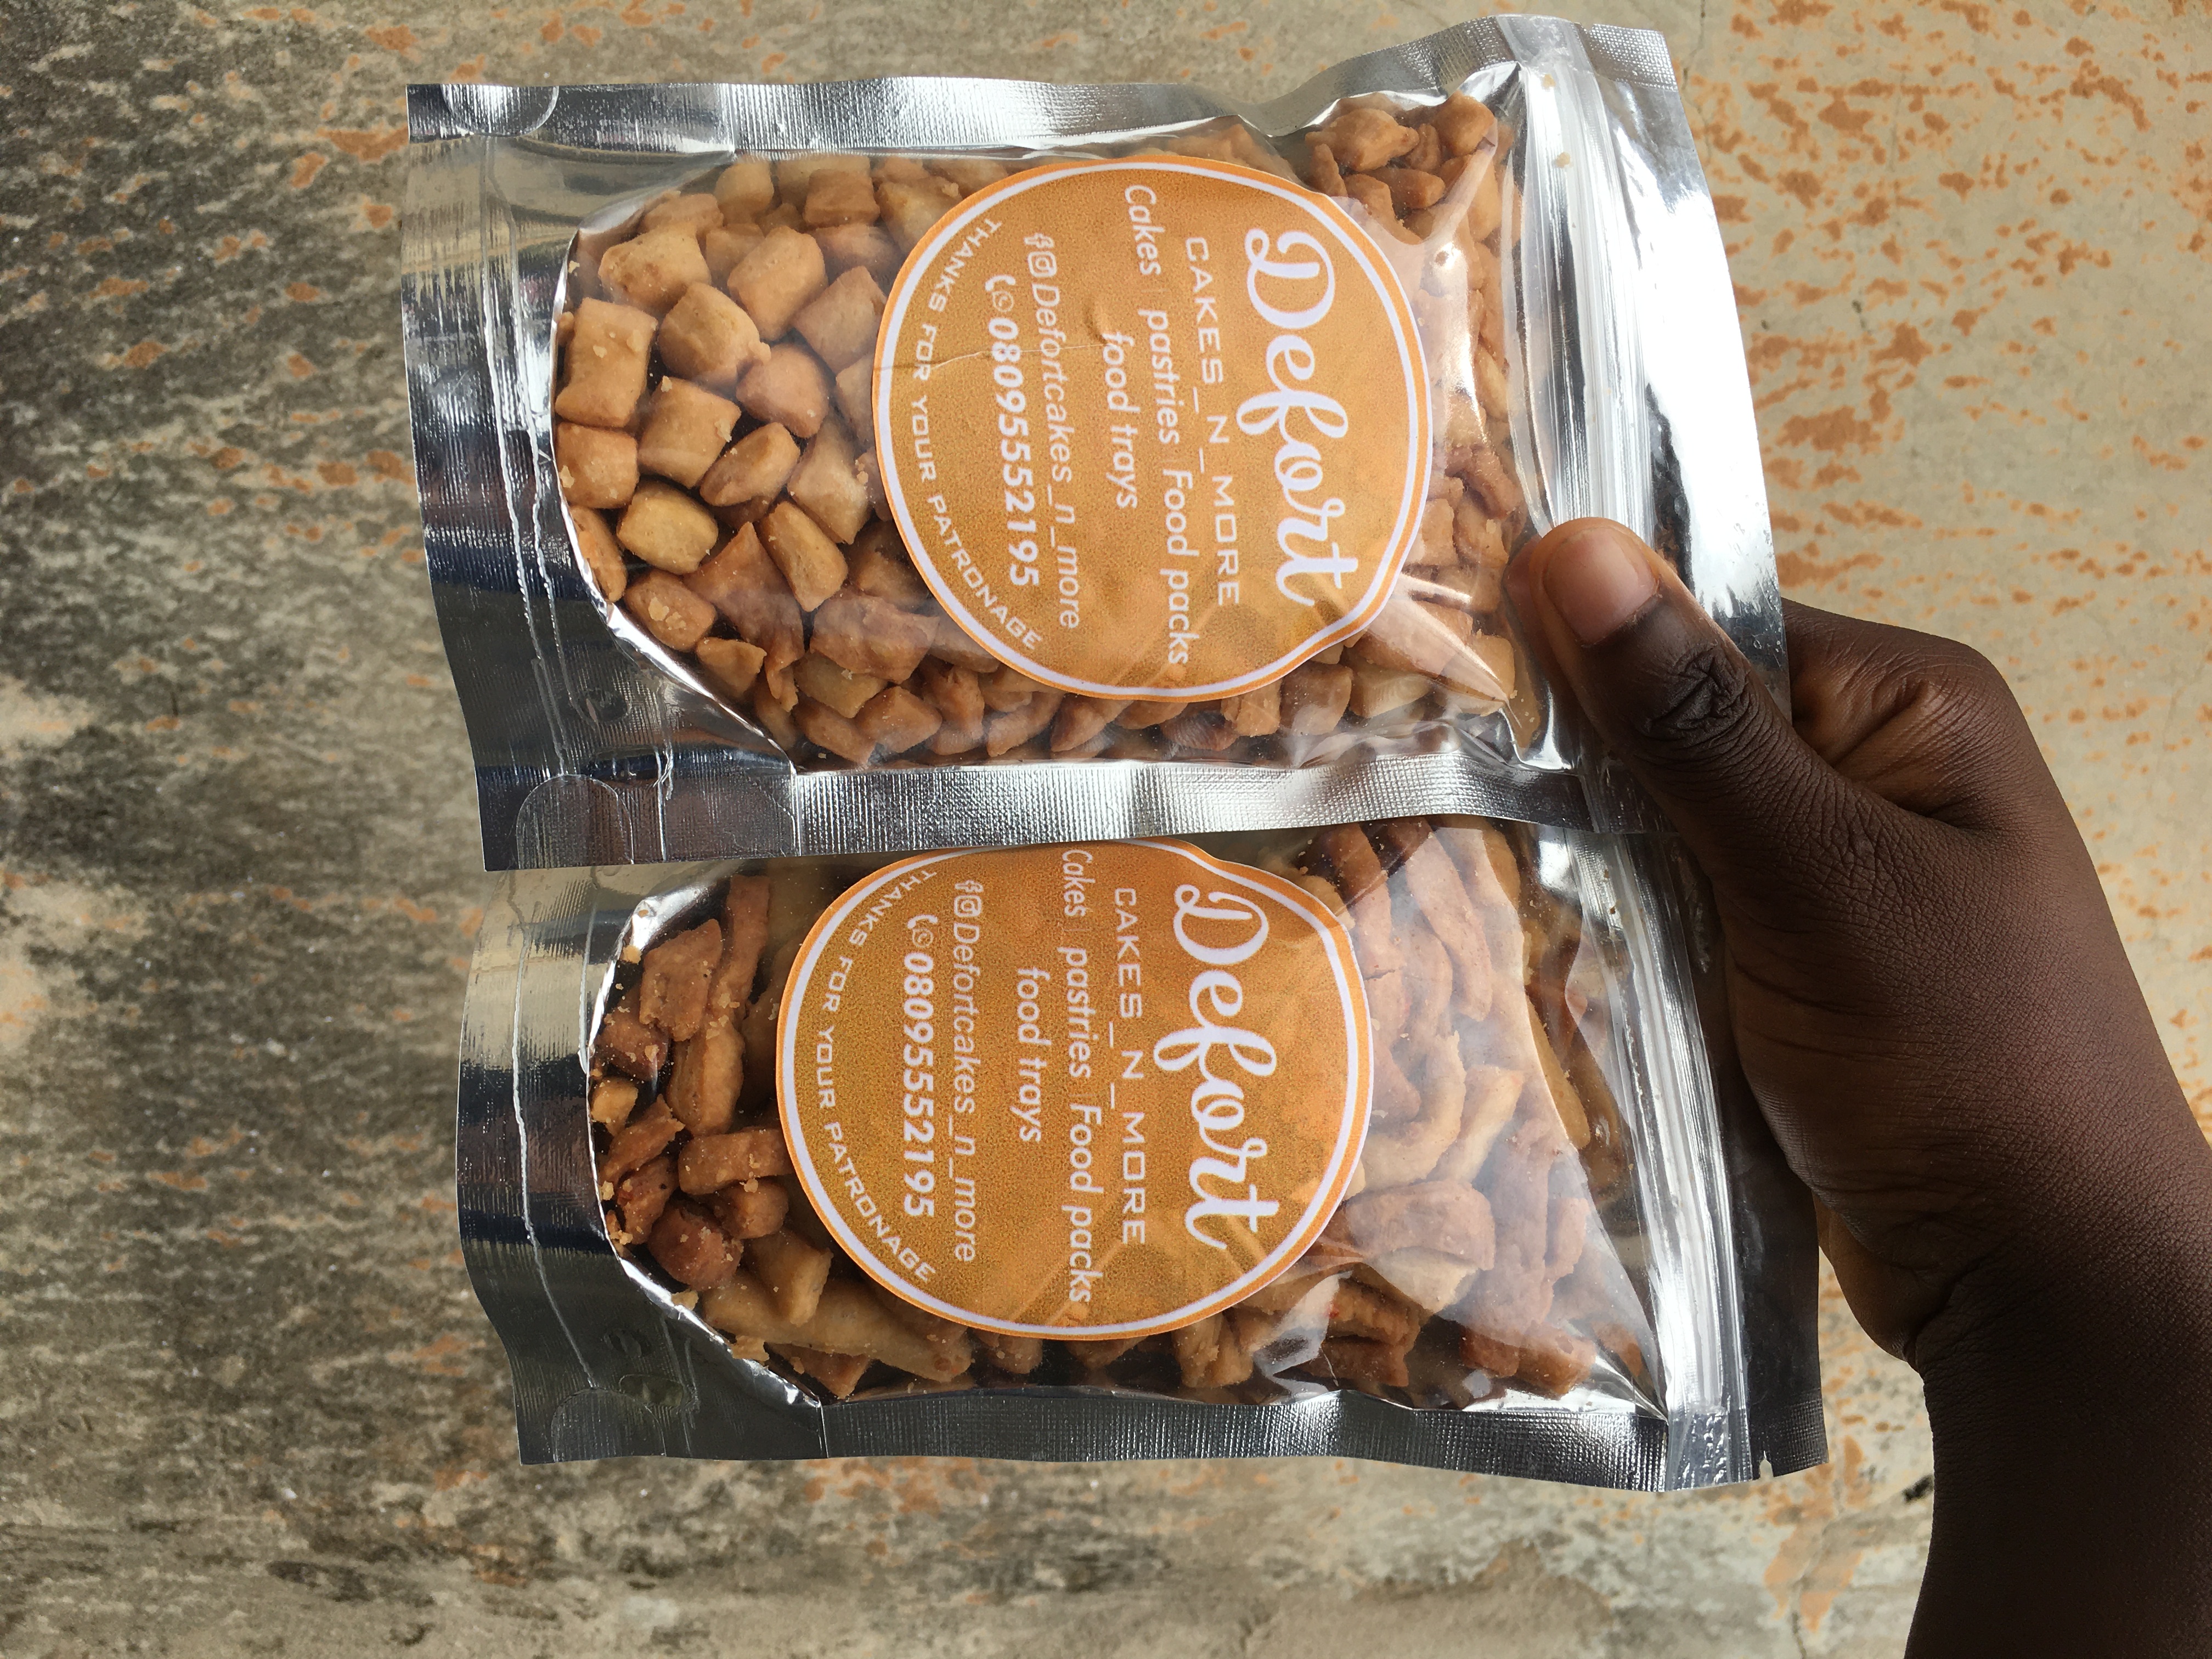 Defort
CAKES_N_MORE
Cakes | pastries | Food packs
food trays
Defortcakes_n_more
08095552195
THANKS FOR YOUR PATRONAGE
Defort
CAKES_N_MORE
Cakes | pastries | Food packs
food trays
Defortcakes_n_more
08095552195
THANKS FOR YOUR PATRONAGE